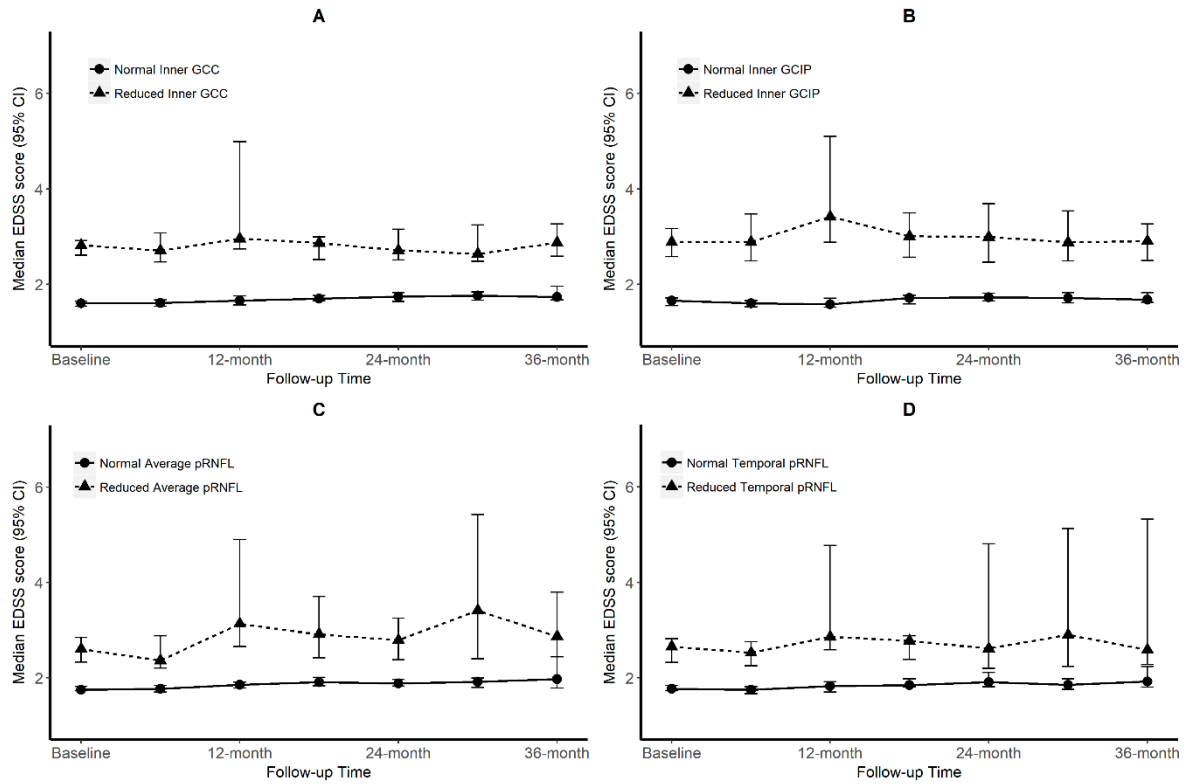 A
Median EDSS score (95% CI)
6
4
2
Normal Inner GCC
Reduced Inner GCC
Baseline 12-month 24-month 36-month
Follow-up Time
B
Median EDSS score (95% CI)
6
4
2
Normal Inner GCIP
Reduced Inner GCIP
Baseline 12-month 24-month 36-month
Follow-up Time
C
Median EDSS score (95% CI)
6
4
2
Normal Average pRNFL
Reduced Average pRNFL
Baseline 12-month 24-month 36-month
Follow-up Time
D
Median EDSS score (95% CI)
6
4
2
Normal Temporal pRNFL
Reduced Temporal pRNFL
Baseline 12-month 24-month 36-month
Follow-up Time